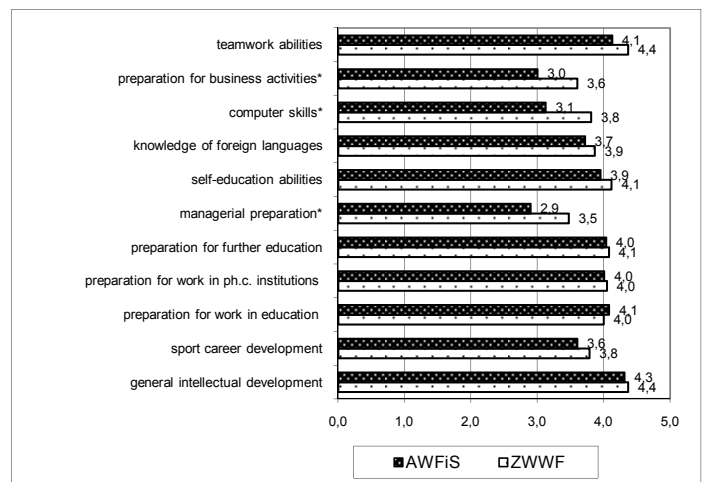 teamwork abilities
4,1
4,4
preparation for business activities*
3,0
3,6
computer skills*
3,1
3,8
knowledge of foreign languages
3,7
3,9
self-education abilities
3,9
4,1
managerial preparation*
2,9
3,5
preparation for further education
4,0
4,1
preparation for work in ph.c. institutions
4,0
4,0
preparation for work in education
4,1
4,0
sport career development
3,6
3,8
general intellectual development
4,3
4,4
0,0 1,0 2,0 3,0 4,0 5,0
AWFiS ZWWF